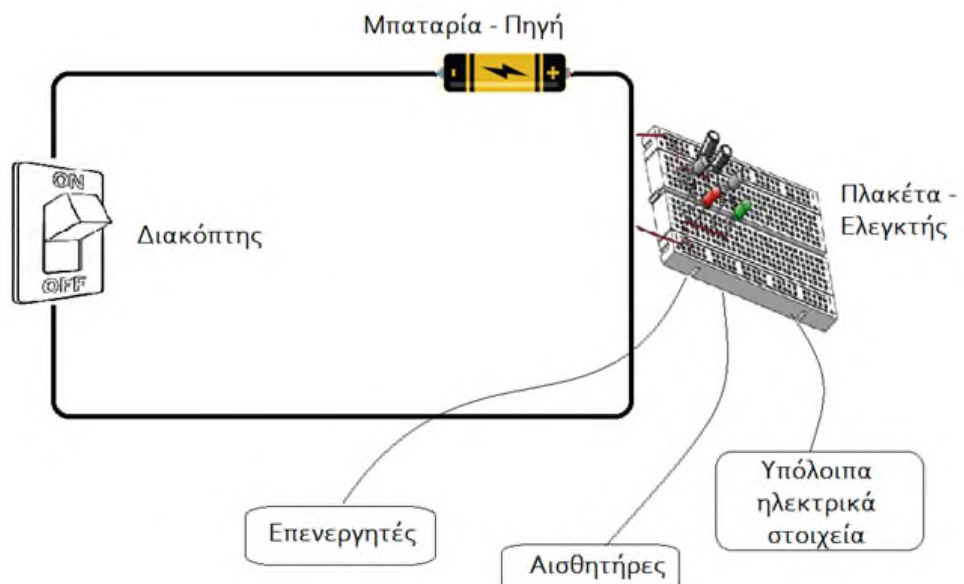 Μπαταρία - Πηγή
-
+
ON
OFF
Διακόπτης
Πλακέτα -
Ελεγκτής
Επενεργητές
Αισθητήρες
Υπόλοιπα
ηλεκτρικά
στοιχεία